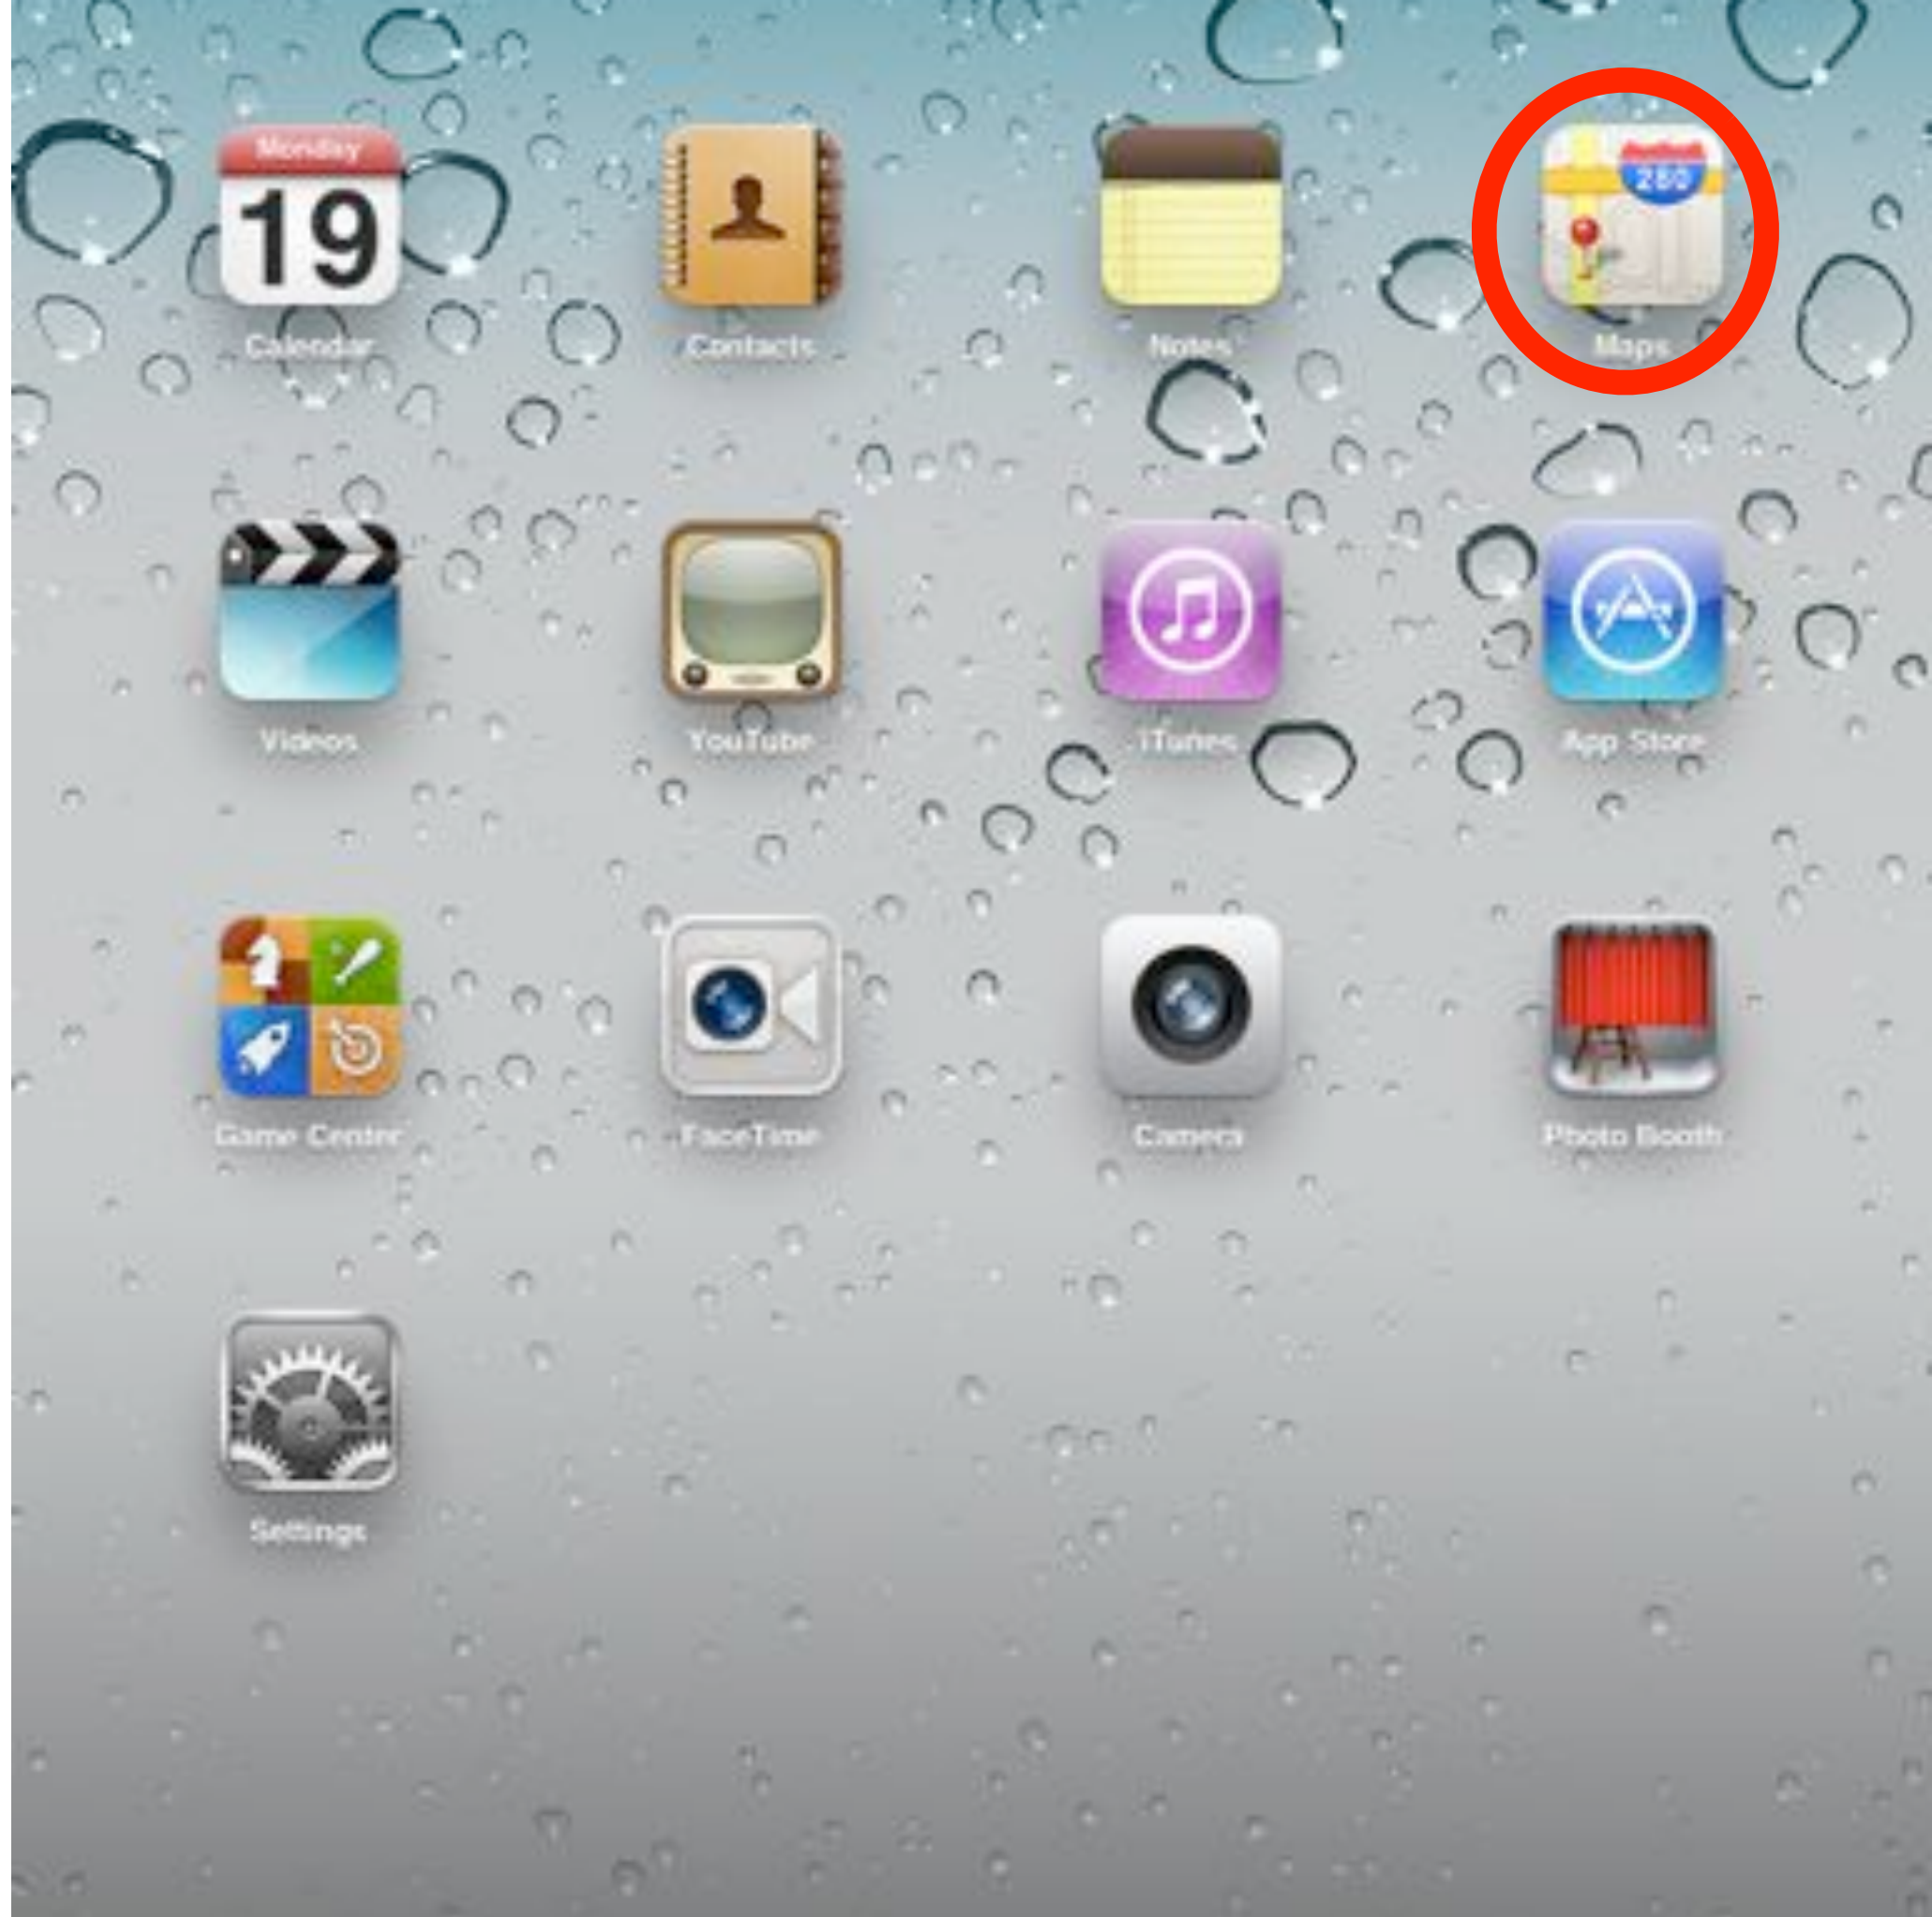 Monday
19
280
Calendar Contacts Notes Maps
Videos YouTube iTunes App Store
Game Center FaceTime Camera Photo Booth
Settings